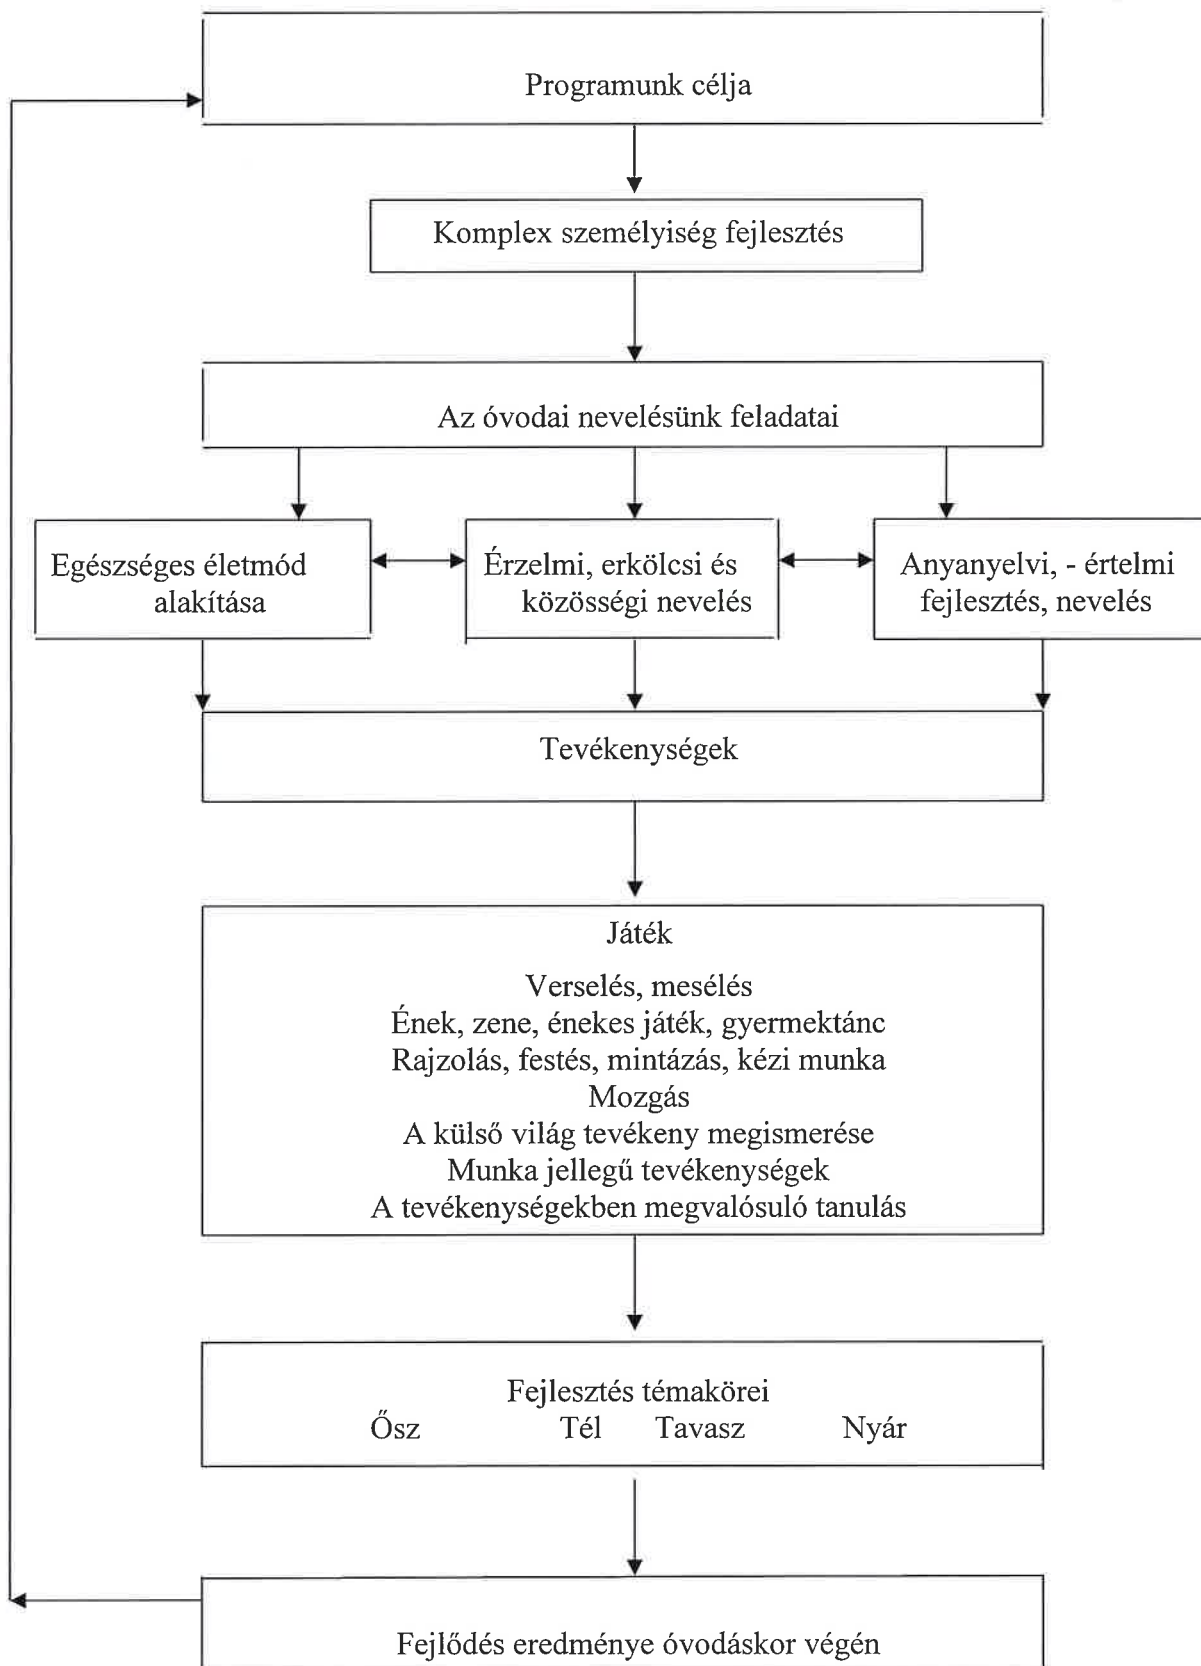 Programunk célja
Komplex személyiség fejlesztés
Az óvodai nevelésünk feladatai
Egészséges életmód
alakítása
Érzelmi, erkölcsi és
közösségi nevelés
Anyanyelvi, - értelmi
fejlesztés, nevelés
Tevékenységek
Játék
Verselés, mesélés
Ének, zene, énekes játék, gyermektánc
Rajzolás, festés, mintázás, kézi munka
Mozgás
A külső világ tevékeny megismerése
Munka jellegű tevékenységek
A tevékenységekben megvalósuló tanulás
Fejlesztés témakörei
Ősz Tél Tavasz Nyár
Fejlődés eredménye óvodáskor végén